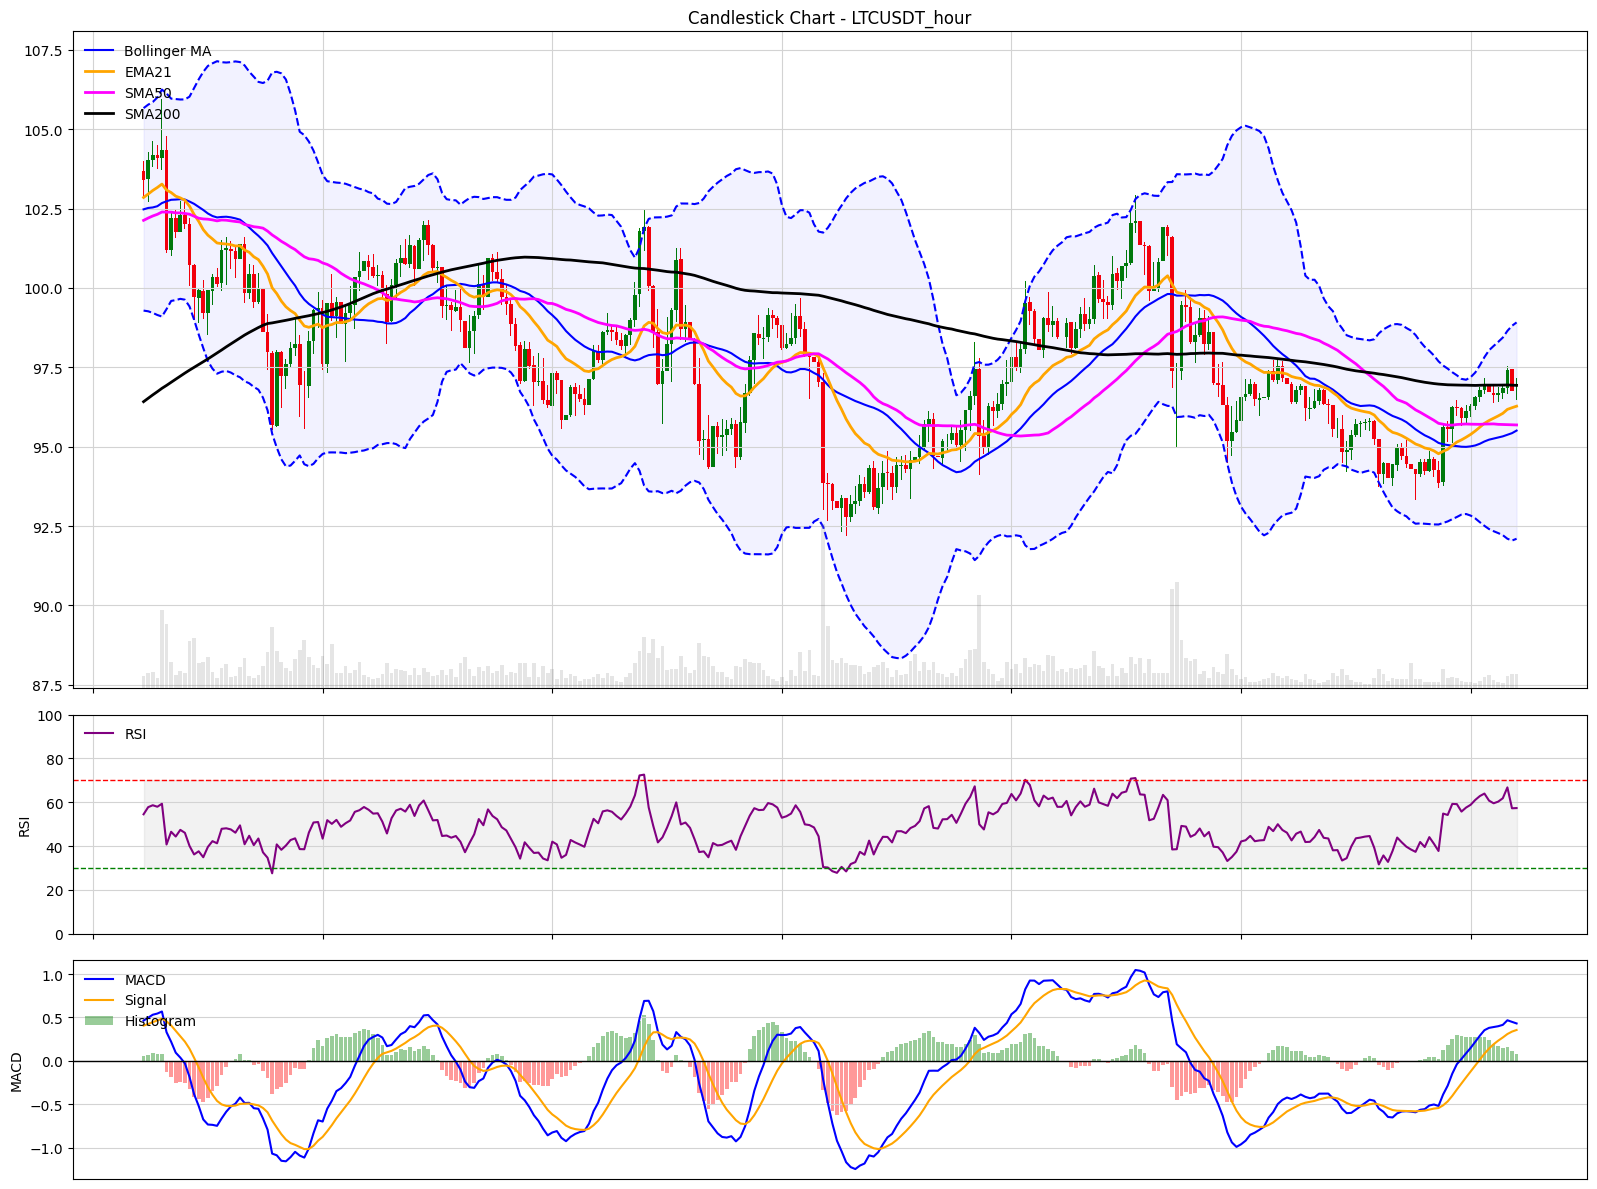 Candlestick Chart - LTCUSDT_hour
107.5
105.0
102.5
100.0
97.5
95.0
92.5
90.0
87.5
Bollinger MA
EMA21
SMA50
SMA200
100
80
60
40
20
0
RSI
RSI
1.0
0.5
0.0
−0.5
−1.0
MACD
MACD
Signal
Histogram